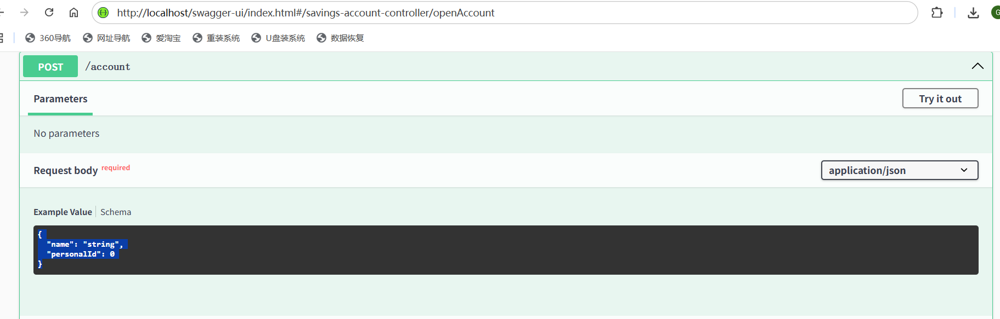 http://localhost/swagger-ui/index.html#/savings-account-controller/openAccount
G
360导航 网址导航 爱淘宝 重装系统 U盘装系统 数据恢复
POST /account
Parameters Try it out
No parameters
Request body required application/json
Example Value Schema
{
"name": "string",
"personalId": 0
}